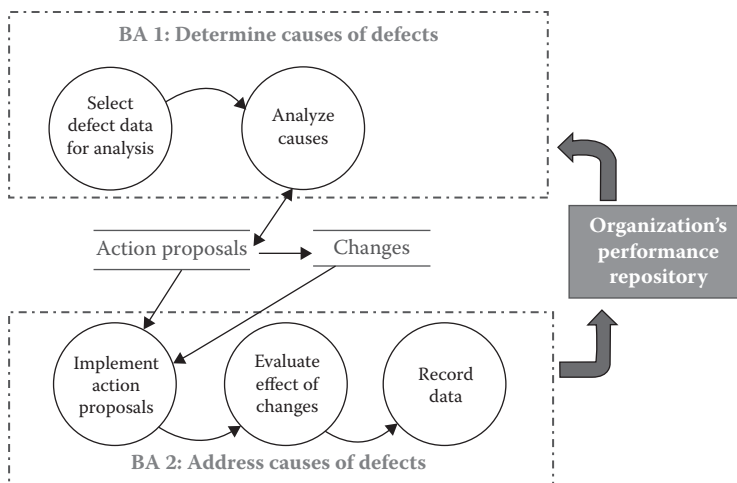 BA 1: Determine causes of defects
Select
defect data
for analysis
Analyze
causes
Organization's
performance
repository
Action proposals
Changes
Implement
action
proposals
Evaluate
effect of
changes
Record
data
BA 2: Address causes of defects